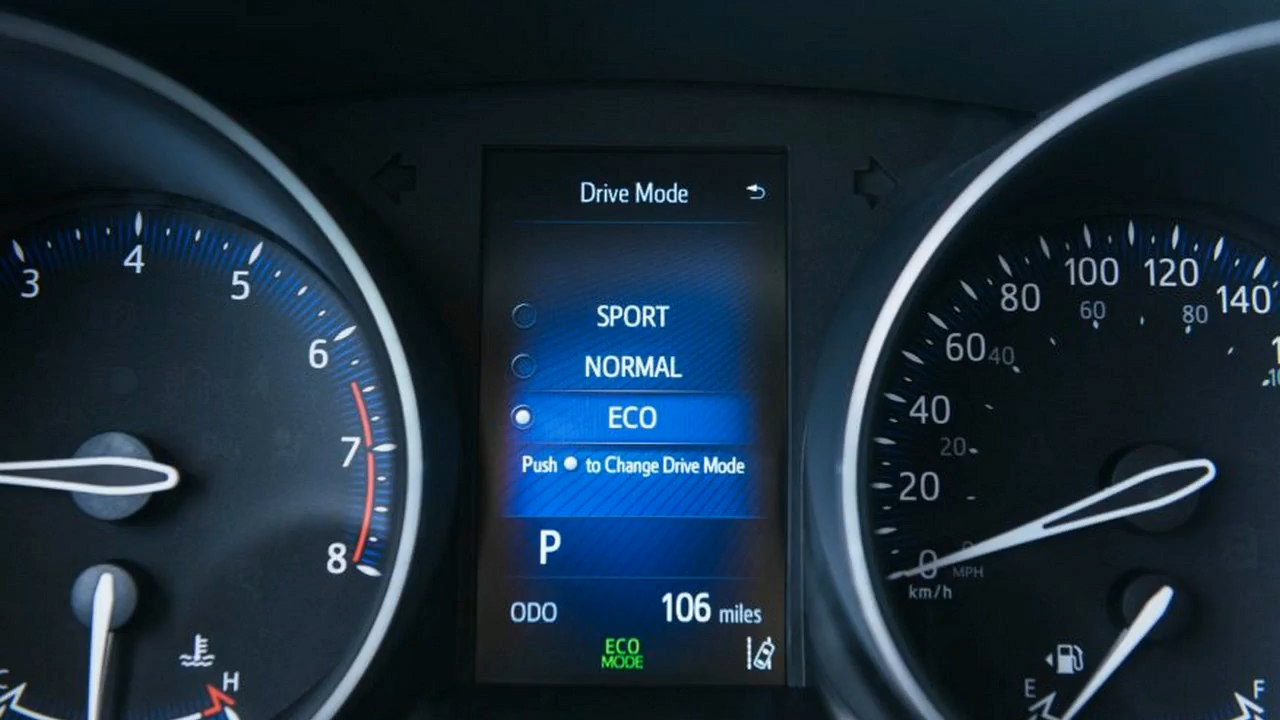 Drive Mode
SPORT
NORMAL
ECO
Push to Change Drive Mode
P
ODO 106 miles
ECO
MODE
3
4
5
6
7
8
C
H
0
20
40
60
80
100
120
140
20
40
60
80
0
MPH
km/h
E
F